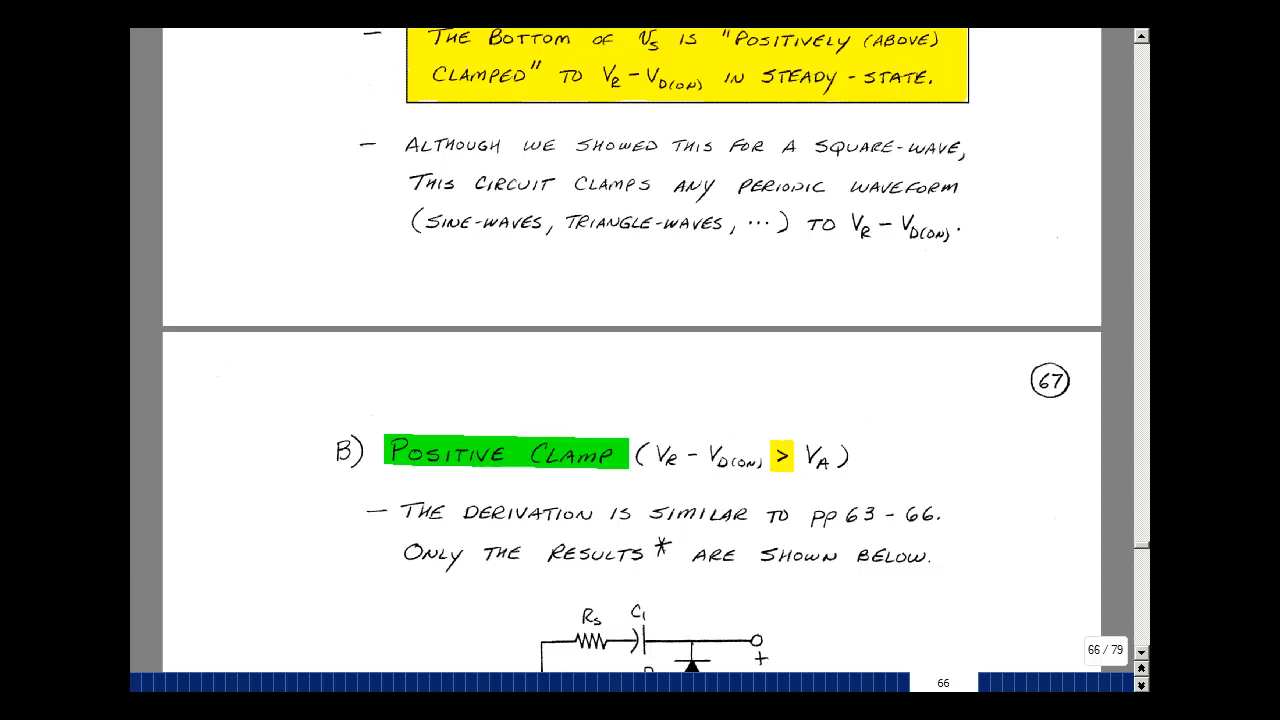 — THE BOTTOM OF Vs IS "POSITIVELY (ABOVE)
CLAMPED" TO VR - VD(ON) IN STEADY-STATE.
— ALTHOUGH WE SHOWED THIS FOR A SQUARE-WAVE,
THIS CIRCUIT CLAMPS ANY PERIODIC WAVEFORM
(SINE-WAVES, TRIANGLE-WAVES, ...) TO VR - VD(ON).
67
B) POSITIVE CLAMP (VR - VD(ON) > VA)
— THE DERIVATION IS SIMILAR TO PP 63-66.
ONLY THE RESULTS * ARE SHOWN BELOW.
Rs C1
+
66 / 79
66